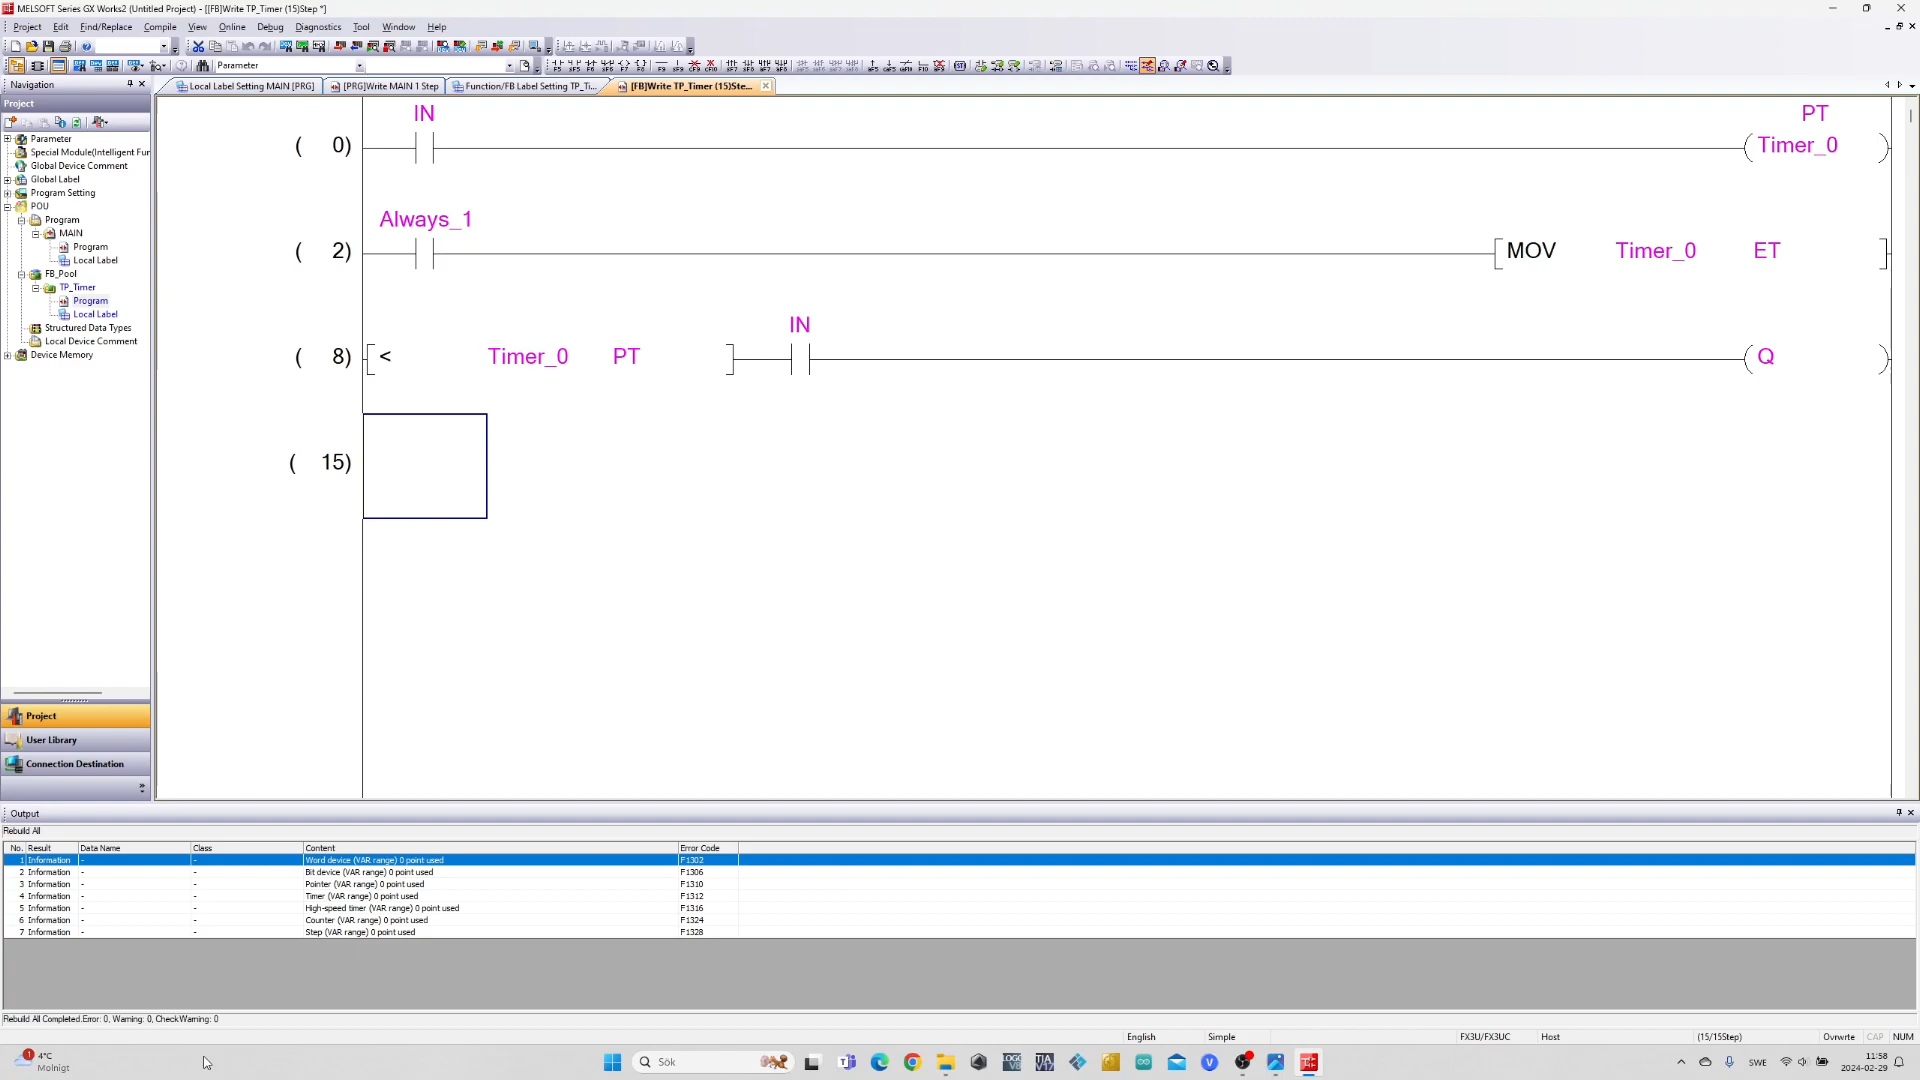 MELSOFT Series GX Works2 (Untitled Project) - [[FB]Write TP_Timer (15)Step *]
Project Edit Find/Replace Compile View Online Debug Diagnostics Tool Window Help
Parameter
Navigation
Local Label Setting MAIN [PRG] [PRG]Write MAIN 1 Step Function/FB Label Setting TP_Ti... [FB]Write TP_Timer (15)Ste...
Project
Parameter
Special Module(Intelligent Fur
Global Device Comment
Global Label
Program Setting
POU
Program
MAIN
Program
Local Label
FB_Pool
TP_Timer
Program
Local Label
Structured Data Types
Local Device Comment
Device Memory
Project
User Library
Connection Destination
IN PT
( 0) Timer_0
Always_1
( 2) MOV Timer_0 ET
IN
( 8) < Timer_0 PT Q
( 15)
Output
Rebuild All
No. Result Data Name Class Content Error Code
1 Information - - Word device (VAR range) 0 point used F1302
2 Information - - Bit device (VAR range) 0 point used F1306
3 Information - - Pointer (VAR range) 0 point used F1310
4 Information - - Timer (VAR range) 0 point used F1312
5 Information - - High-speed timer (VAR range) 0 point used F1316
6 Information - - Counter (VAR range) 0 point used F1324
7 Information - - Step (VAR range) 0 point used F1328
Rebuild All Completed.Error: 0, Warning: 0, CheckWarning: 0
English Simple FX3U/FX3UC Host (15/15Step) Ovrwrte CAP NUM
1
4°C
Molnigt
Sök
SWE
11:58
2024-02-29